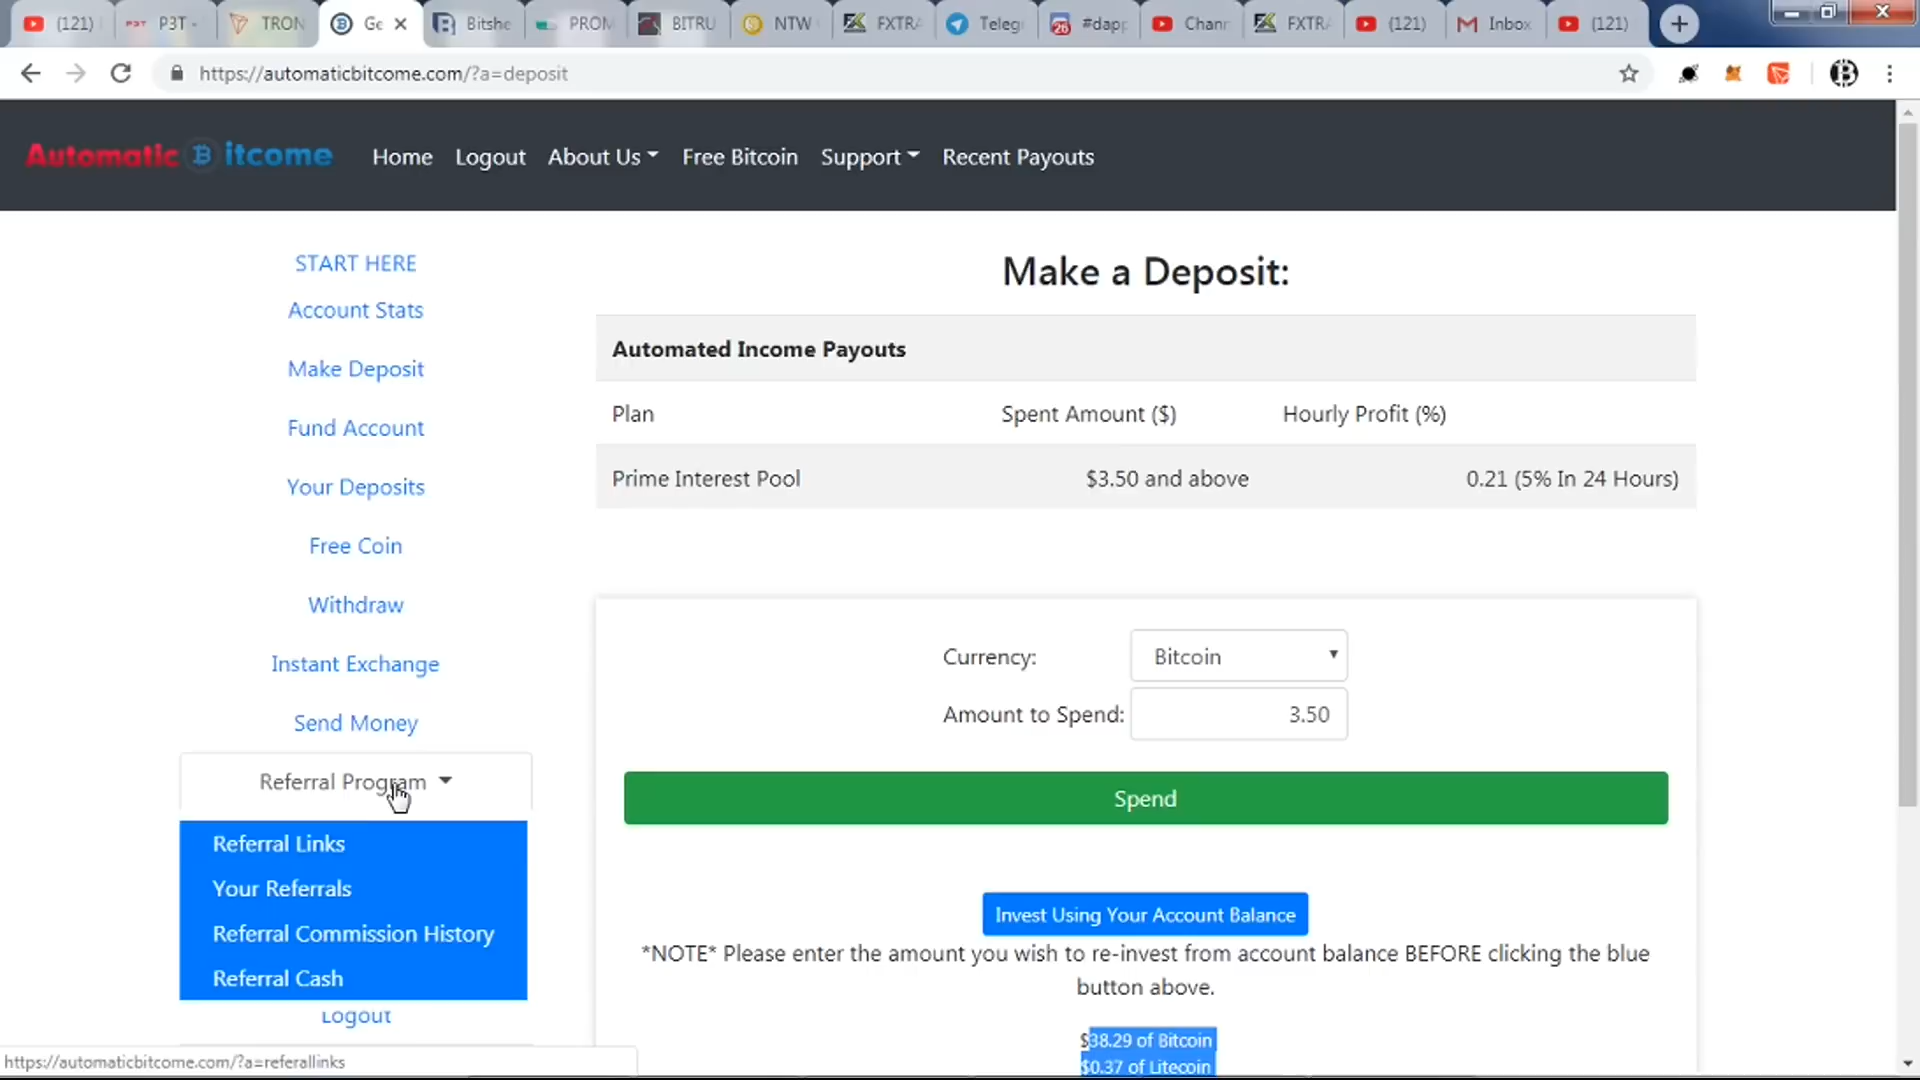 (121)
P3T -
TRON
Ge
Bitshe
PROM
BITRU
NTW
FXTRA
Teleg
#dapp
Chann
FXTRA
(121)
Inbox
(121)
https://automaticbitcome.com/?a=deposit
Automatic Bitcome
Home
Logout
About Us
Free Bitcoin
Support
Recent Payouts
START HERE
Account Stats
Make Deposit
Fund Account
Your Deposits
Free Coin
Withdraw
Instant Exchange
Send Money
Referral Program
Referral Links
Your Referrals
Referral Commission History
Referral Cash
Logout
Make a Deposit:
Automated Income Payouts
Plan Spent Amount ($) Hourly Profit (%)
Prime Interest Pool $3.50 and above 0.21 (5% In 24 Hours)
Currency: Bitcoin
Amount to Spend: 3.50
Spend
Invest Using Your Account Balance
*NOTE* Please enter the amount you wish to re-invest from account balance BEFORE clicking the blue
button above.
$38.29 of Bitcoin
$0.37 of Litecoin
https://automaticbitcome.com/?a=referallinks